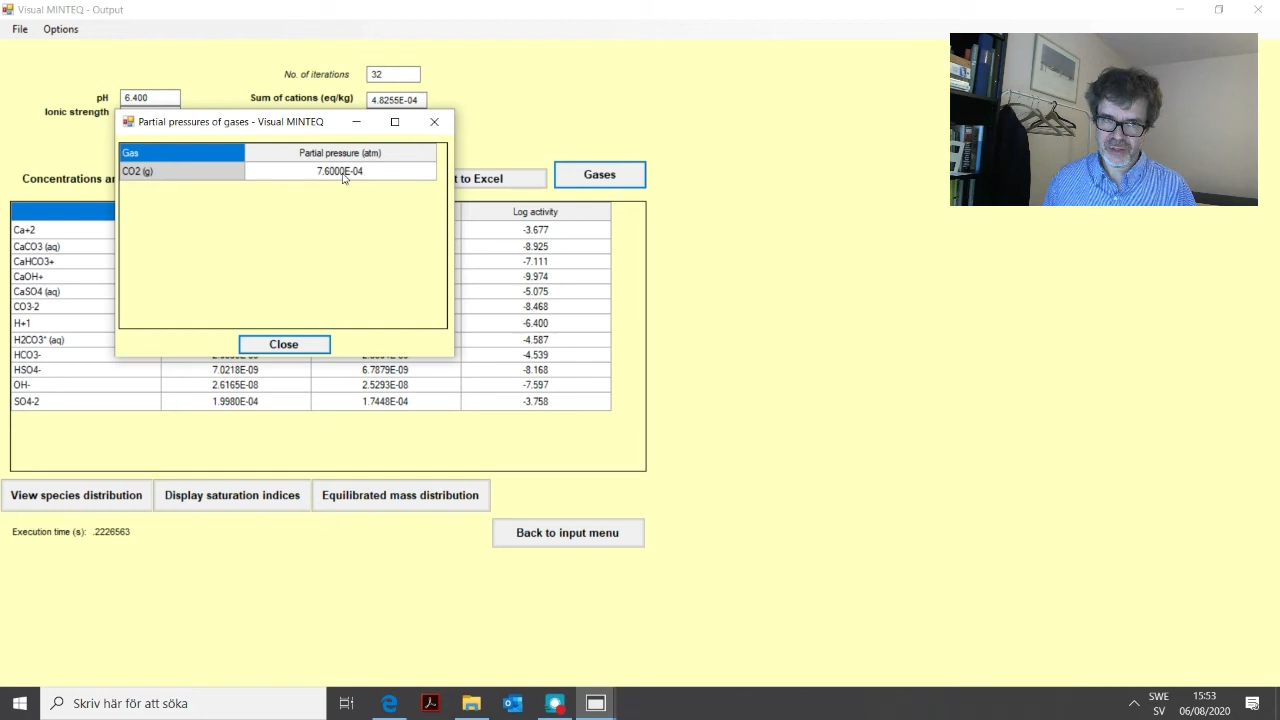 Visual MINTEQ - Output
File Options
No. of iterations 32
pH 6.400 Sum of cations (eq/kg) 4.8255E-04
Ionic strength
Partial pressures of gases - Visual MINTEQ
Gas Partial pressure (atm)
CO2 (g) 7.6000E-04
Close
Concentrations
t to Excel Gases
Log activity
Ca+2 -3.677
CaCO3 (aq) -8.925
CaHCO3+ -7.111
CaOH+ -9.974
CaSO4 (aq) -5.075
CO3-2 -8.468
H+1 -6.400
H2CO3* (aq) -4.587
HCO3- -4.539
HSO4- 7.0218E-09 6.7879E-09 -8.168
OH- 2.6165E-08 2.5293E-08 -7.597
SO4-2 1.9980E-04 1.7448E-04 -3.758
View species distribution Display saturation indices Equilibrated mass distribution
Execution time (s): .2226563
Back to input menu
Skriv här för att söka
SWE 15:53
SV 06/08/2020